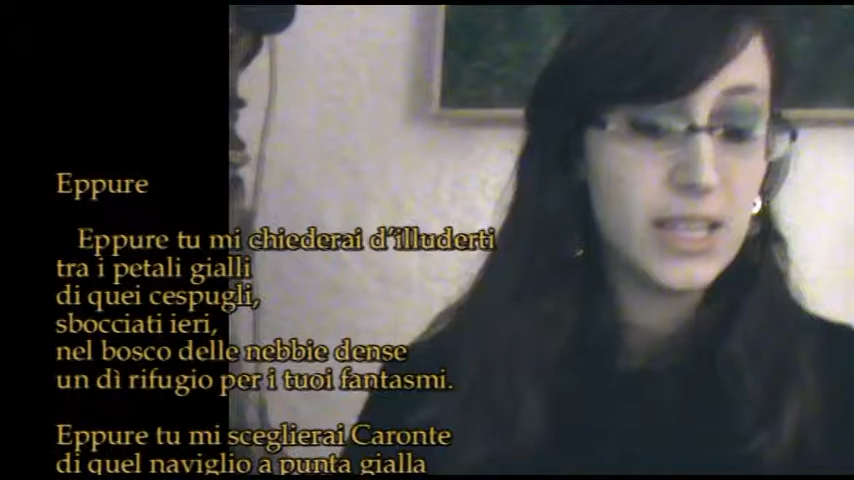 Eppure
Eppure tu mi chiederai d'illuderti
tra i petali gialli
di quei cespugli,
sbocciati ieri,
nel bosco delle nebbie dense
un dì rifugio per i tuoi fantasmi.
Eppure tu mi sceglierai Caronte
di quel naviglio a punta gialla